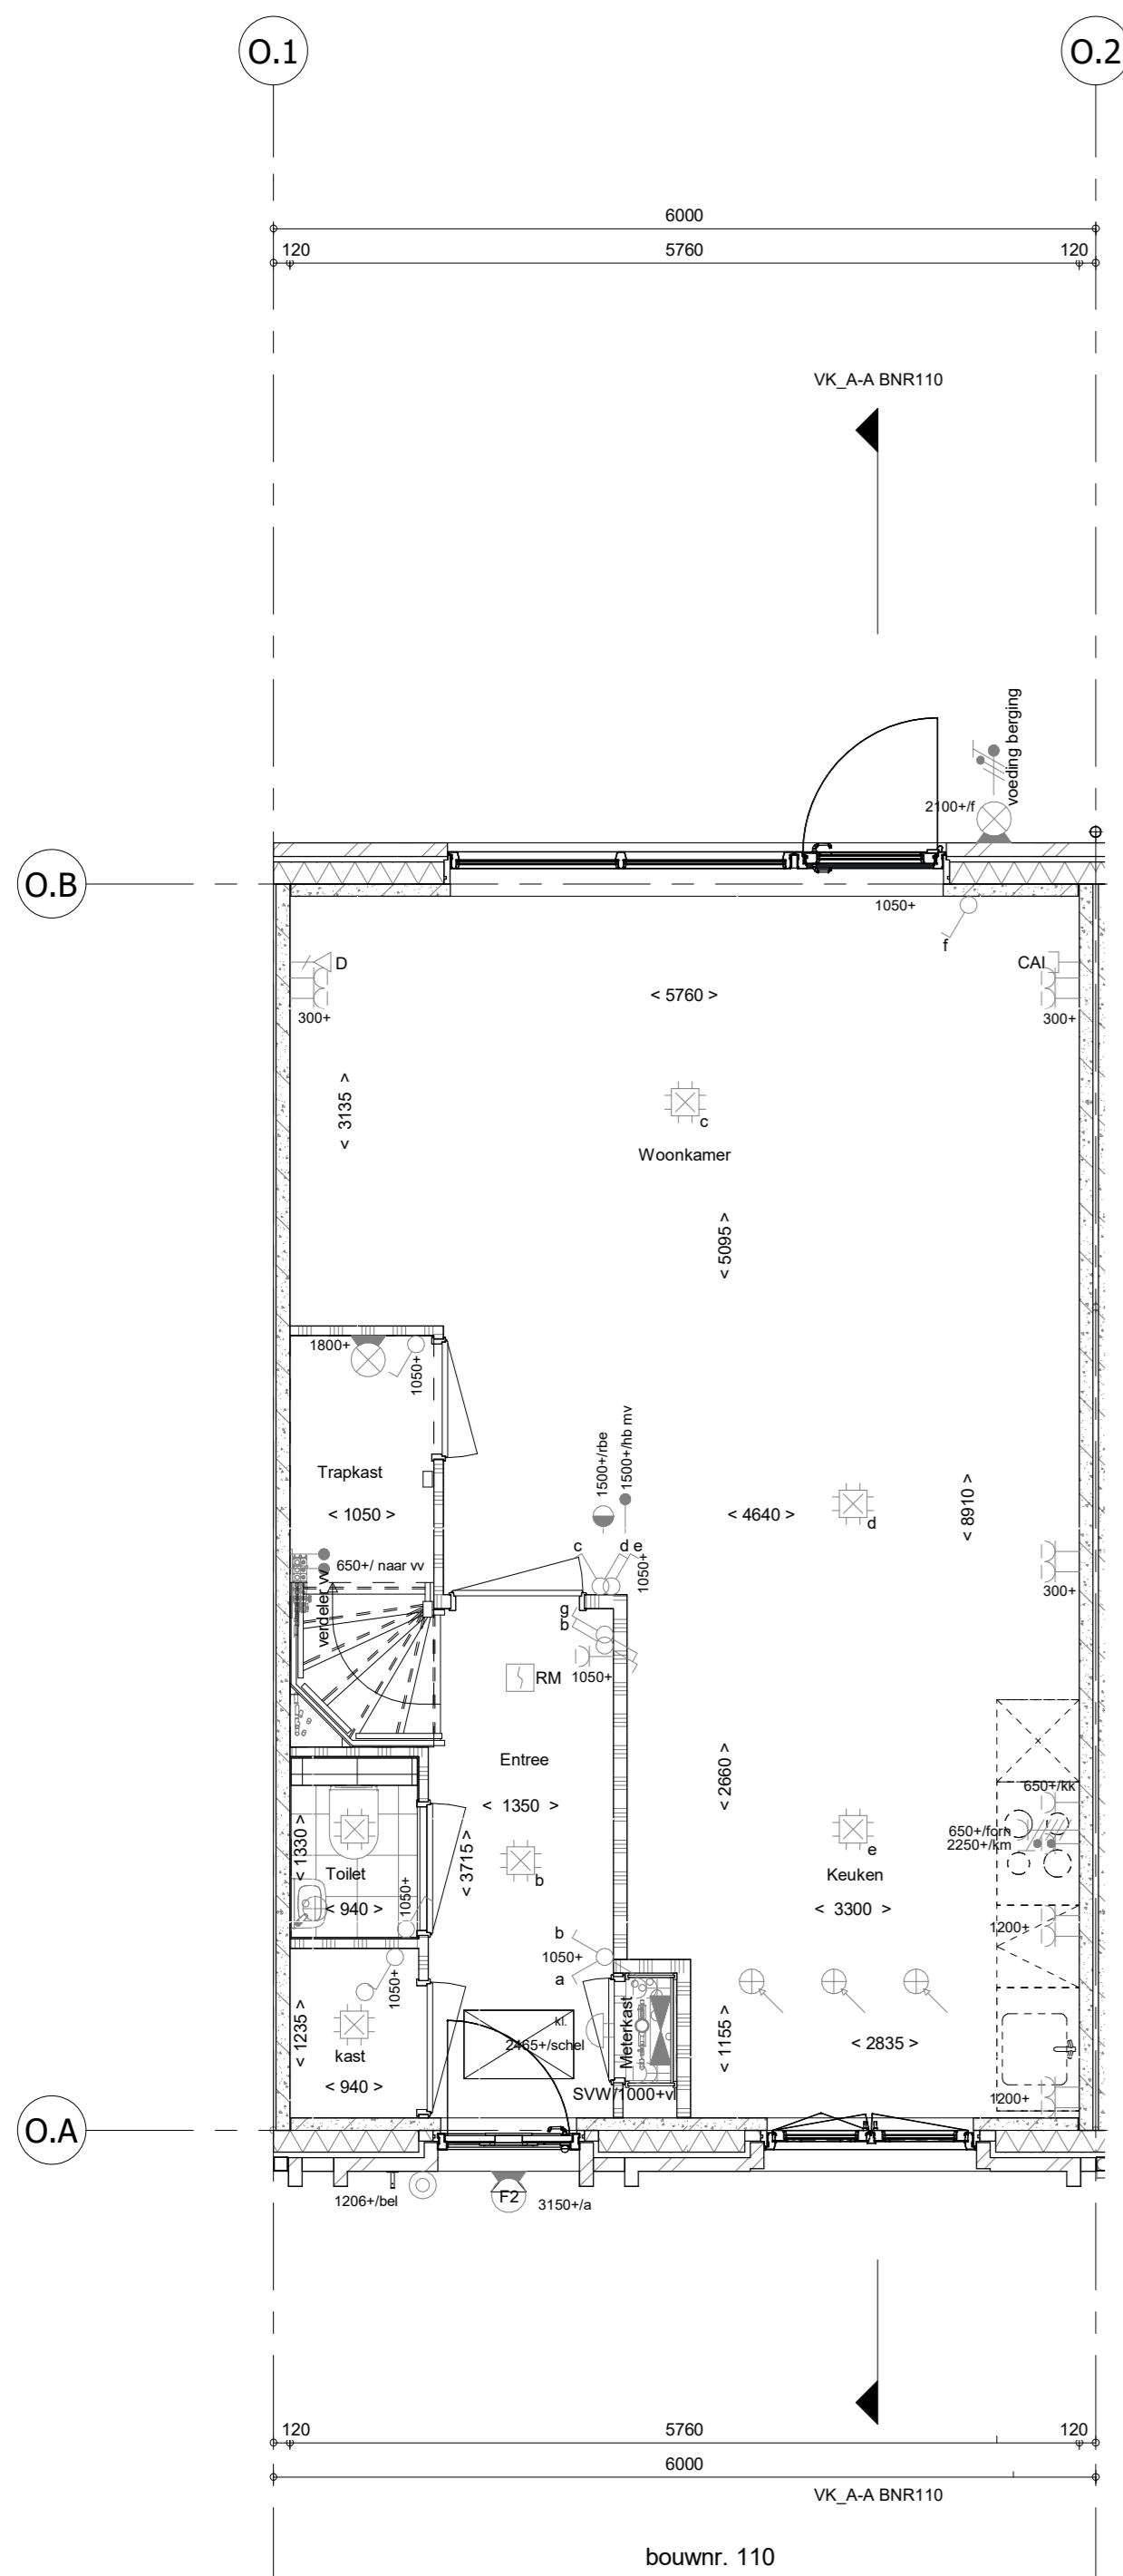 O.1
O.2
6000
120
5760
120
VK_A-A BNR110
voeding berging
2100+/f
O.B
1050+
f
D
CAI
300+
< 5760 >
300+
< 3135 >
c
Woonkamer
< 5095 >
1800+
1050+
Trapkast
< 1050 >
1500+/rbe
1500+/hb mv
< 4640 >
d
< 8910 >
c
d e
1050+
650+/ naar vv
verdeler vv
300+
g
b
1050+
RM
Entree
< 1350 >
< 2660 >
650+/kk
650+/forn
2250+/km
< 1330 >
Toilet
< 940 >
1050+
< 3715 >
b
e
Keuken
< 3300 >
1200+
b
1050+
a
1050+
< 1235 >
kast
< 940 >
kl.
2465+/schel
Meterkast
< 1155 >
< 2835 >
SVW/1000+vl
1200+
O.A
1206+/bel
F2
3150+/a
120
5760
120
6000
VK_A-A BNR110
bouwnr. 110